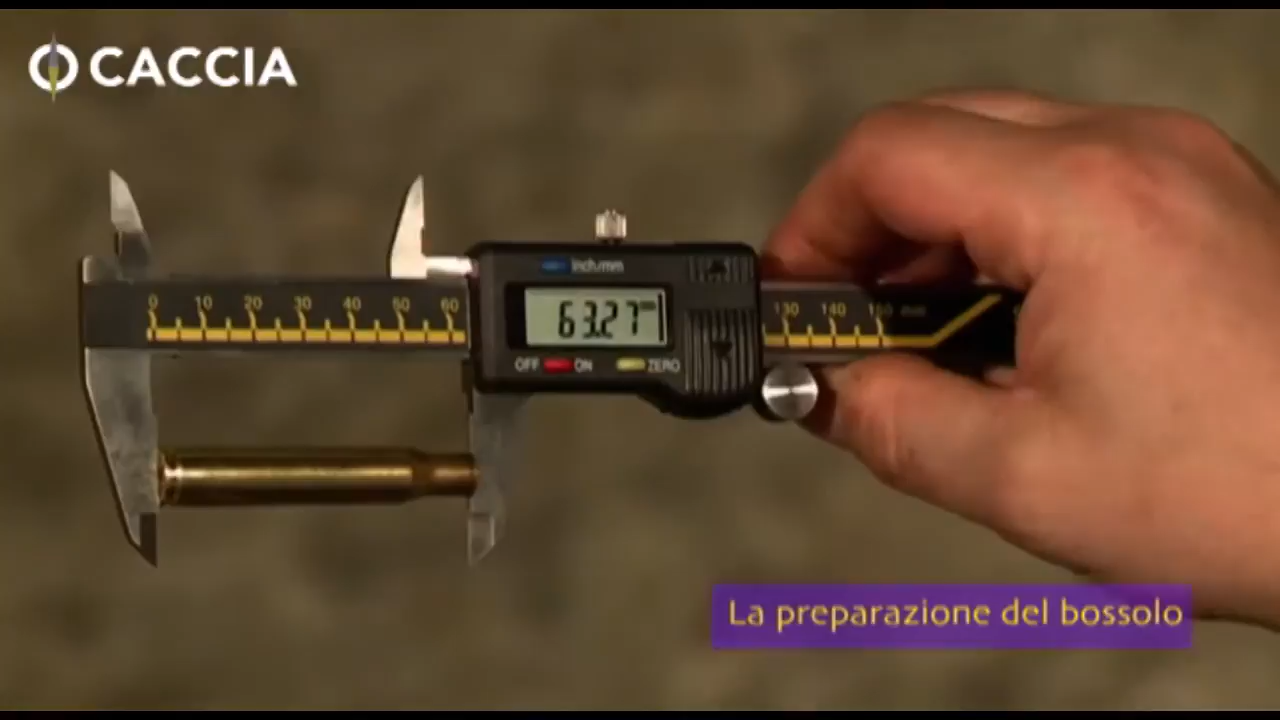 CACCIA
inch/mm
0 10 20 30 40 50 60
63.27 mm
130 140 150 mm
OFF ON ZERO
La preparazione del bossolo